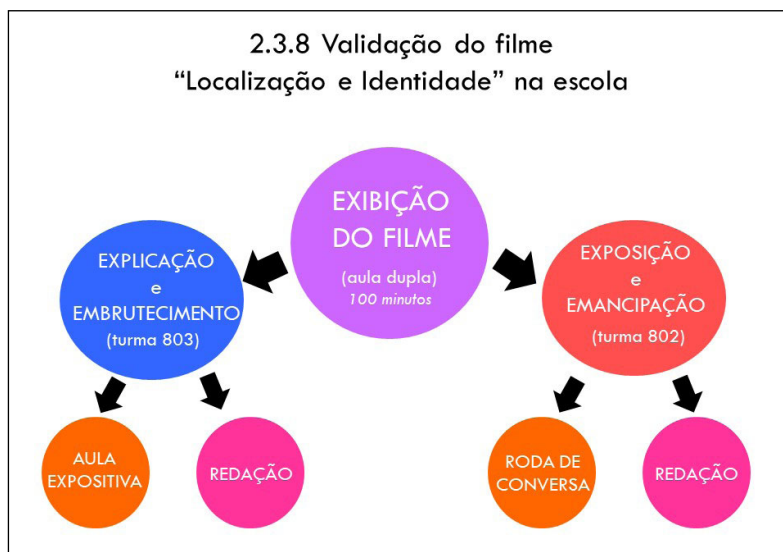 2.3.8 Validação do filme
“Localização e Identidade” na escola
EXIBIÇÃO
DO FILME
(aula dupla)
100 minutos
EXPLICAÇÃO
e
EMBRUTECIMENTO
(turma 803)
EXPOSIÇÃO
e
EMANCIPAÇÃO
(turma 802)
AULA
EXPOSITIVA
REDAÇÃO
RODA DE
CONVERSA
REDAÇÃO